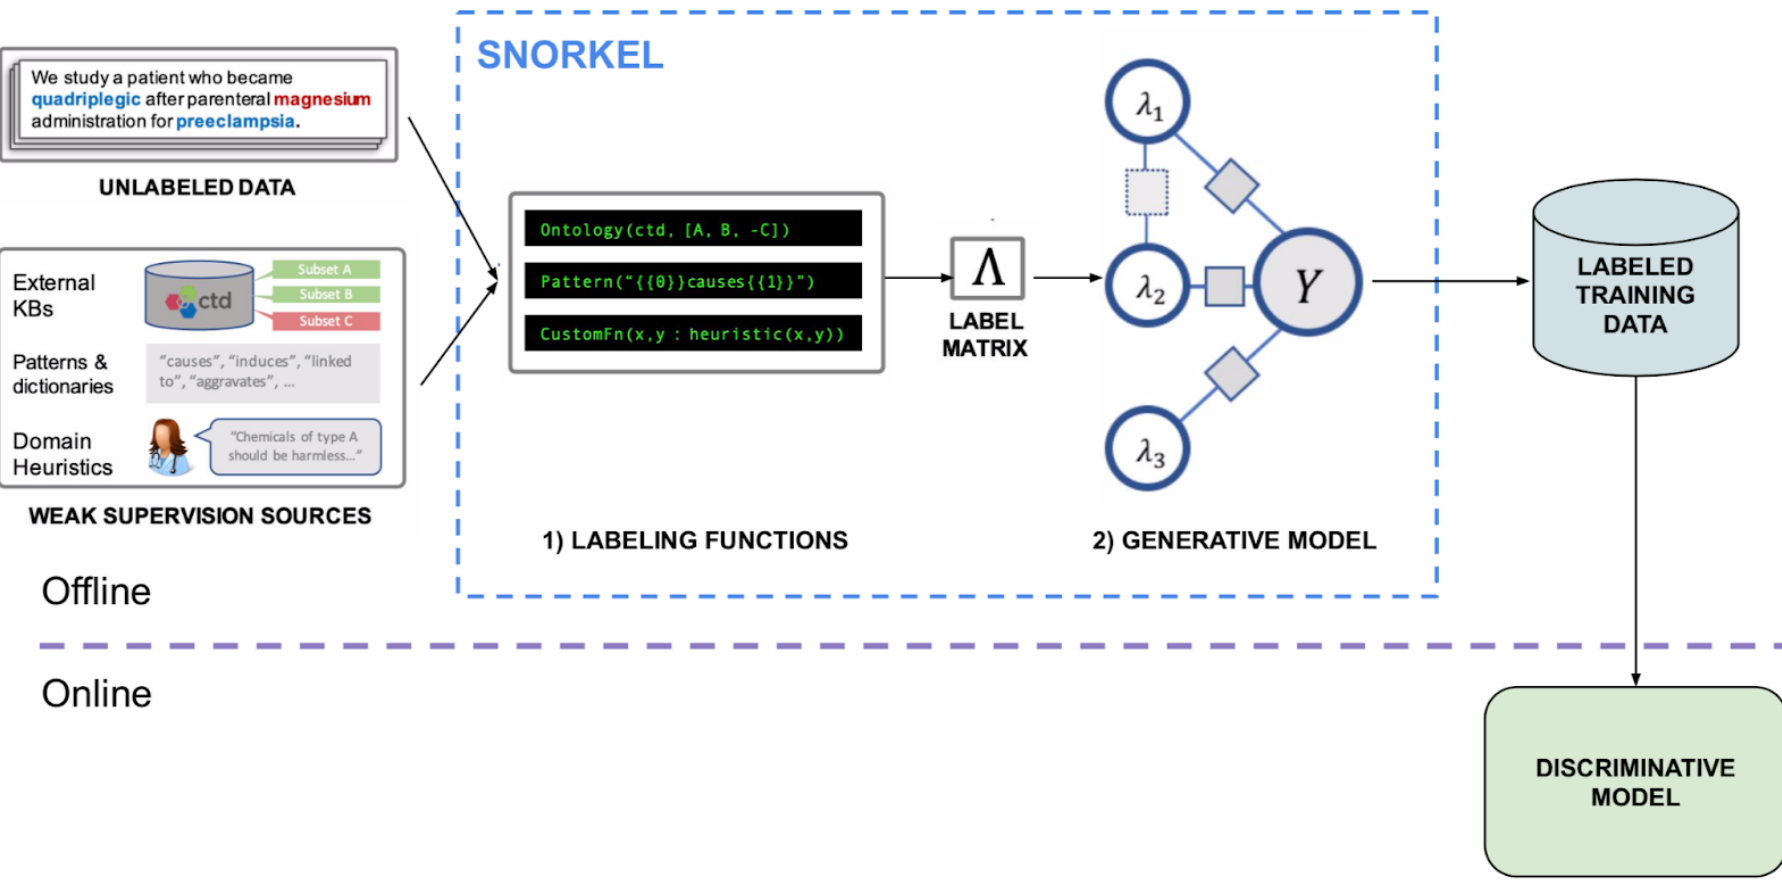 SNORKEL
We study a patient who became
quadriplegic after parenteral magnesium
administration for preeclampsia.
UNLABELED DATA
External
KBs
ctd
Subset A
Subset B
Subset C
Patterns &
dictionaries
“causes”, “induces”, “linked
to”, “aggravates”, ...
Domain
Heuristics
“Chemicals of type A
should be harmless...”
WEAK SUPERVISION SOURCES
Ontology(ctd, [A, B, -C])
Pattern(“{{0}}causes{{1}}”)
CustomFn(x,y : heuristic(x,y))
1) LABELING FUNCTIONS
Λ
LABEL
MATRIX
λ1
λ2
λ3
Y
2) GENERATIVE MODEL
LABELED
TRAINING
DATA
Offline
Online
DISCRIMINATIVE
MODEL